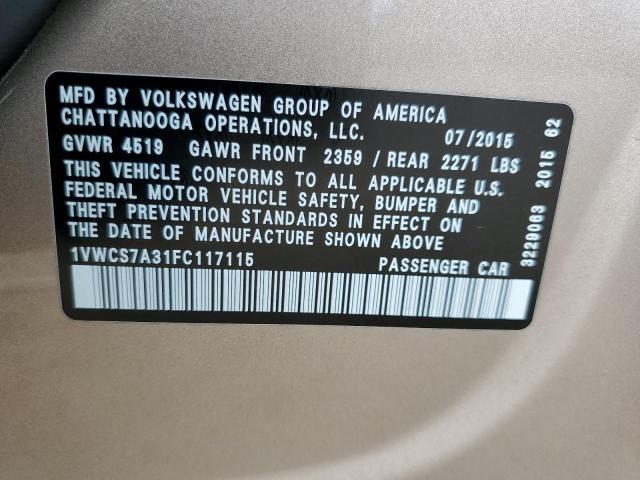 MFD BY VOLKSWAGEN GROUP OF AMERICA
CHATTANOOGA OPERATIONS, LLC. 07/2015
GVWR 4519 GAWR FRONT 2359 / REAR 2271 LBS
THIS VEHICLE CONFORMS TO ALL APPLICABLE U.S.
FEDERAL MOTOR VEHICLE SAFETY, BUMPER AND
THEFT PREVENTION STANDARDS IN EFFECT ON
THE DATE OF MANUFACTURE SHOWN ABOVE
1VWCS7A31FC117115 PASSENGER CAR
3229063 2015 62